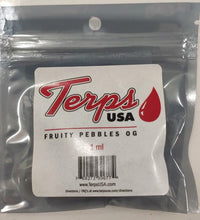 Terps
USA
FRUITY PEBBLES OG
1 ml
www.TerpsUSA.com